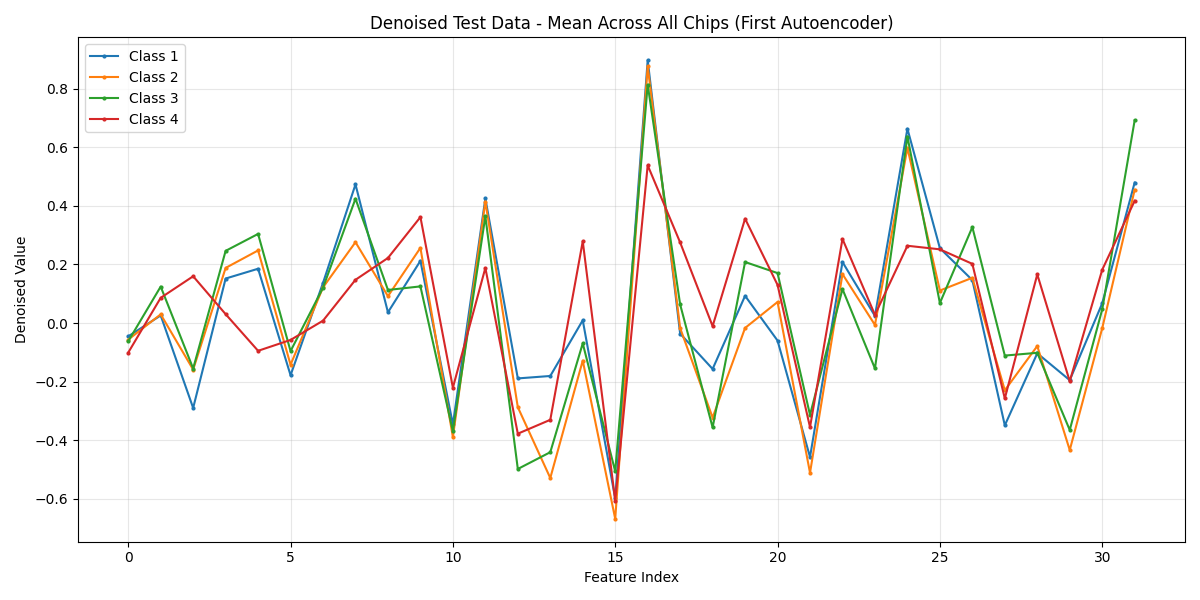 Denoised Test Data - Mean Across All Chips (First Autoencoder)
Class 1
Class 2
Class 3
Class 4
Denoised Value
0.8
0.6
0.4
0.2
0.0
−0.2
−0.4
−0.6
0 5 10 15 20 25 30
Feature Index